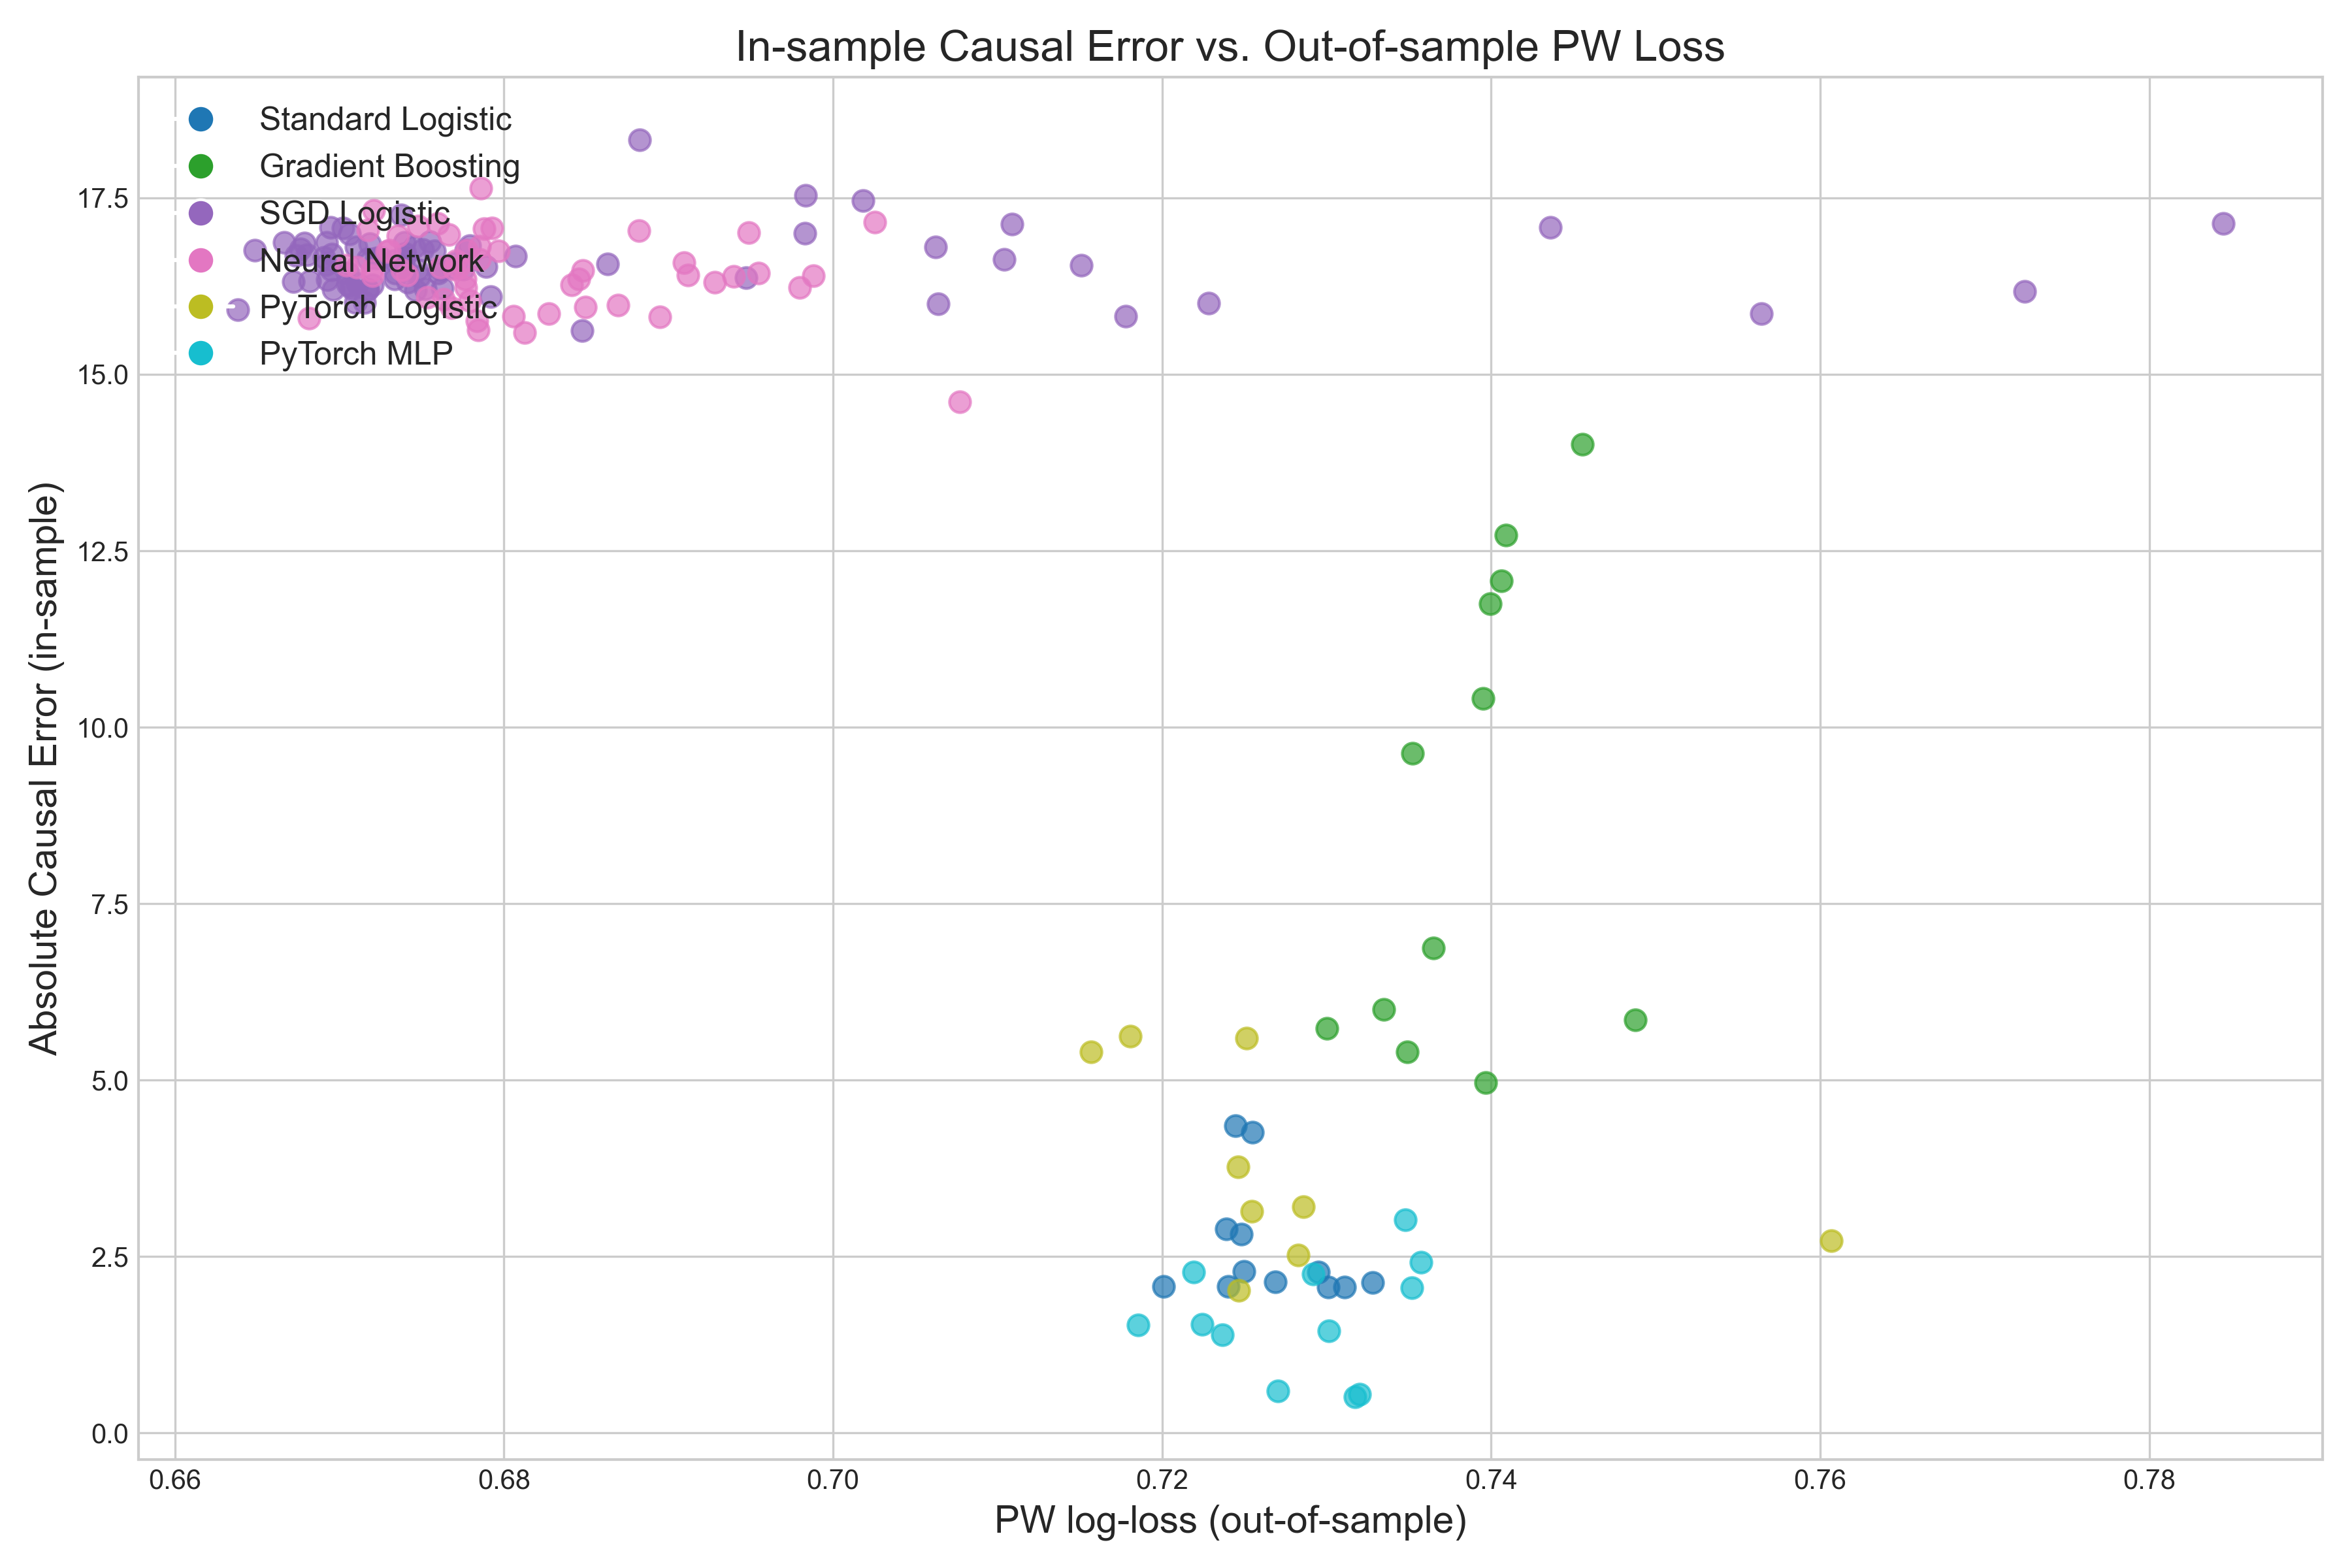 In-sample Causal Error vs. Out-of-sample PW Loss
Standard Logistic
Gradient Boosting
SGD Logistic
Neural Network
PyTorch Logistic
PyTorch MLP
Absolute Causal Error (in-sample)
17.5
15.0
12.5
10.0
7.5
5.0
2.5
0.0
0.66 0.68 0.70 0.72 0.74 0.76 0.78
PW log-loss (out-of-sample)